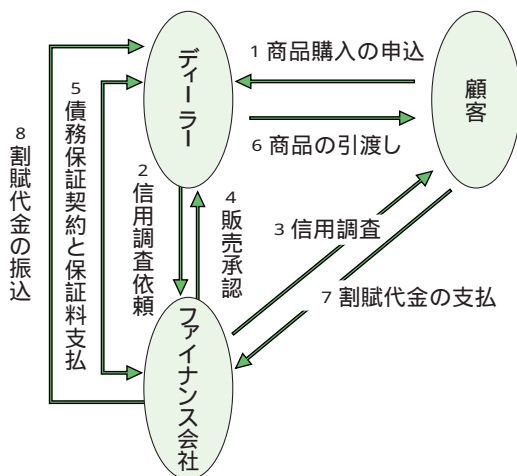 ディーラー
顧客
ファイナンス会社
1 商品購入の申込
2 信用調査依頼
3 信用調査
4 販売承認
5 債務保証契約と保証料支払
6 商品の引渡し
7 割賦代金の支払
8 割賦代金の振込